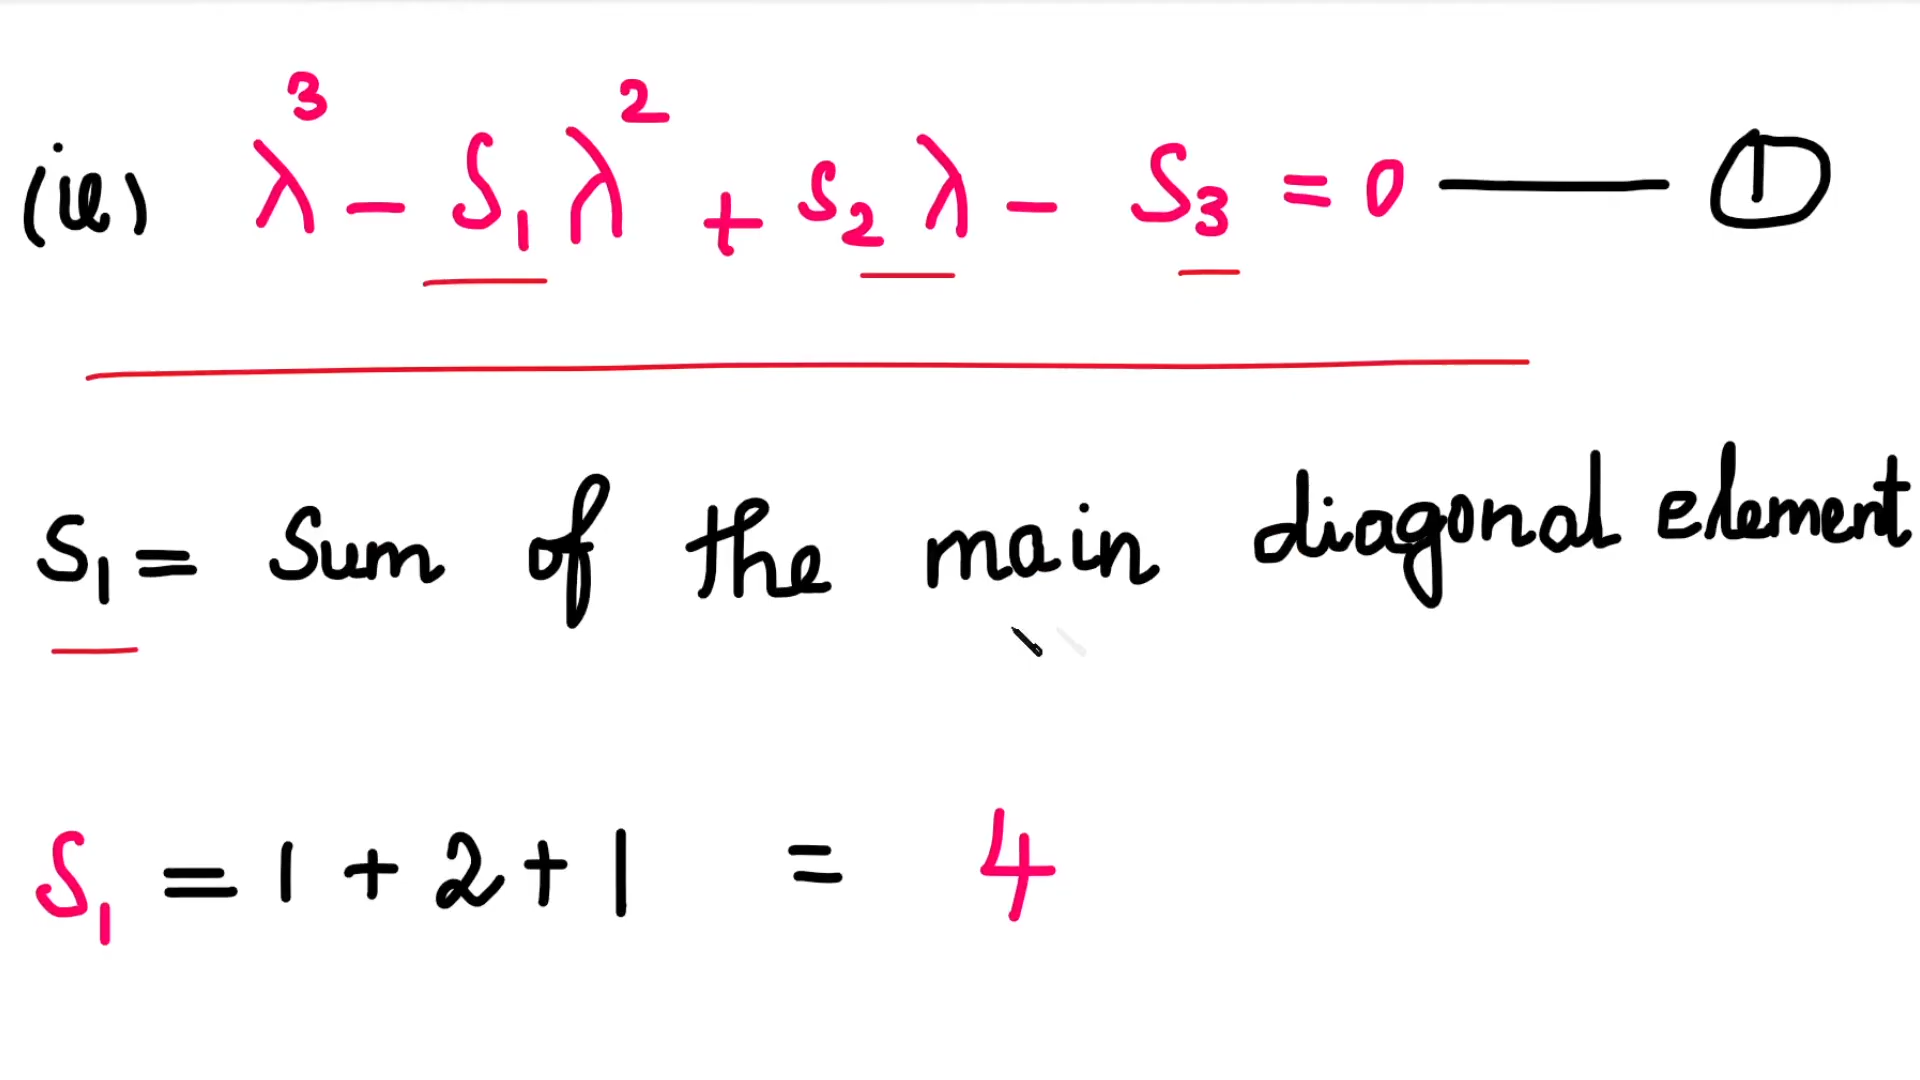 (ie) λ³ - S₁λ² + S₂λ - S₃ = 0 —— ①
S₁ = Sum of the main diagonal element
S₁ = 1 + 2 + 1 = 4